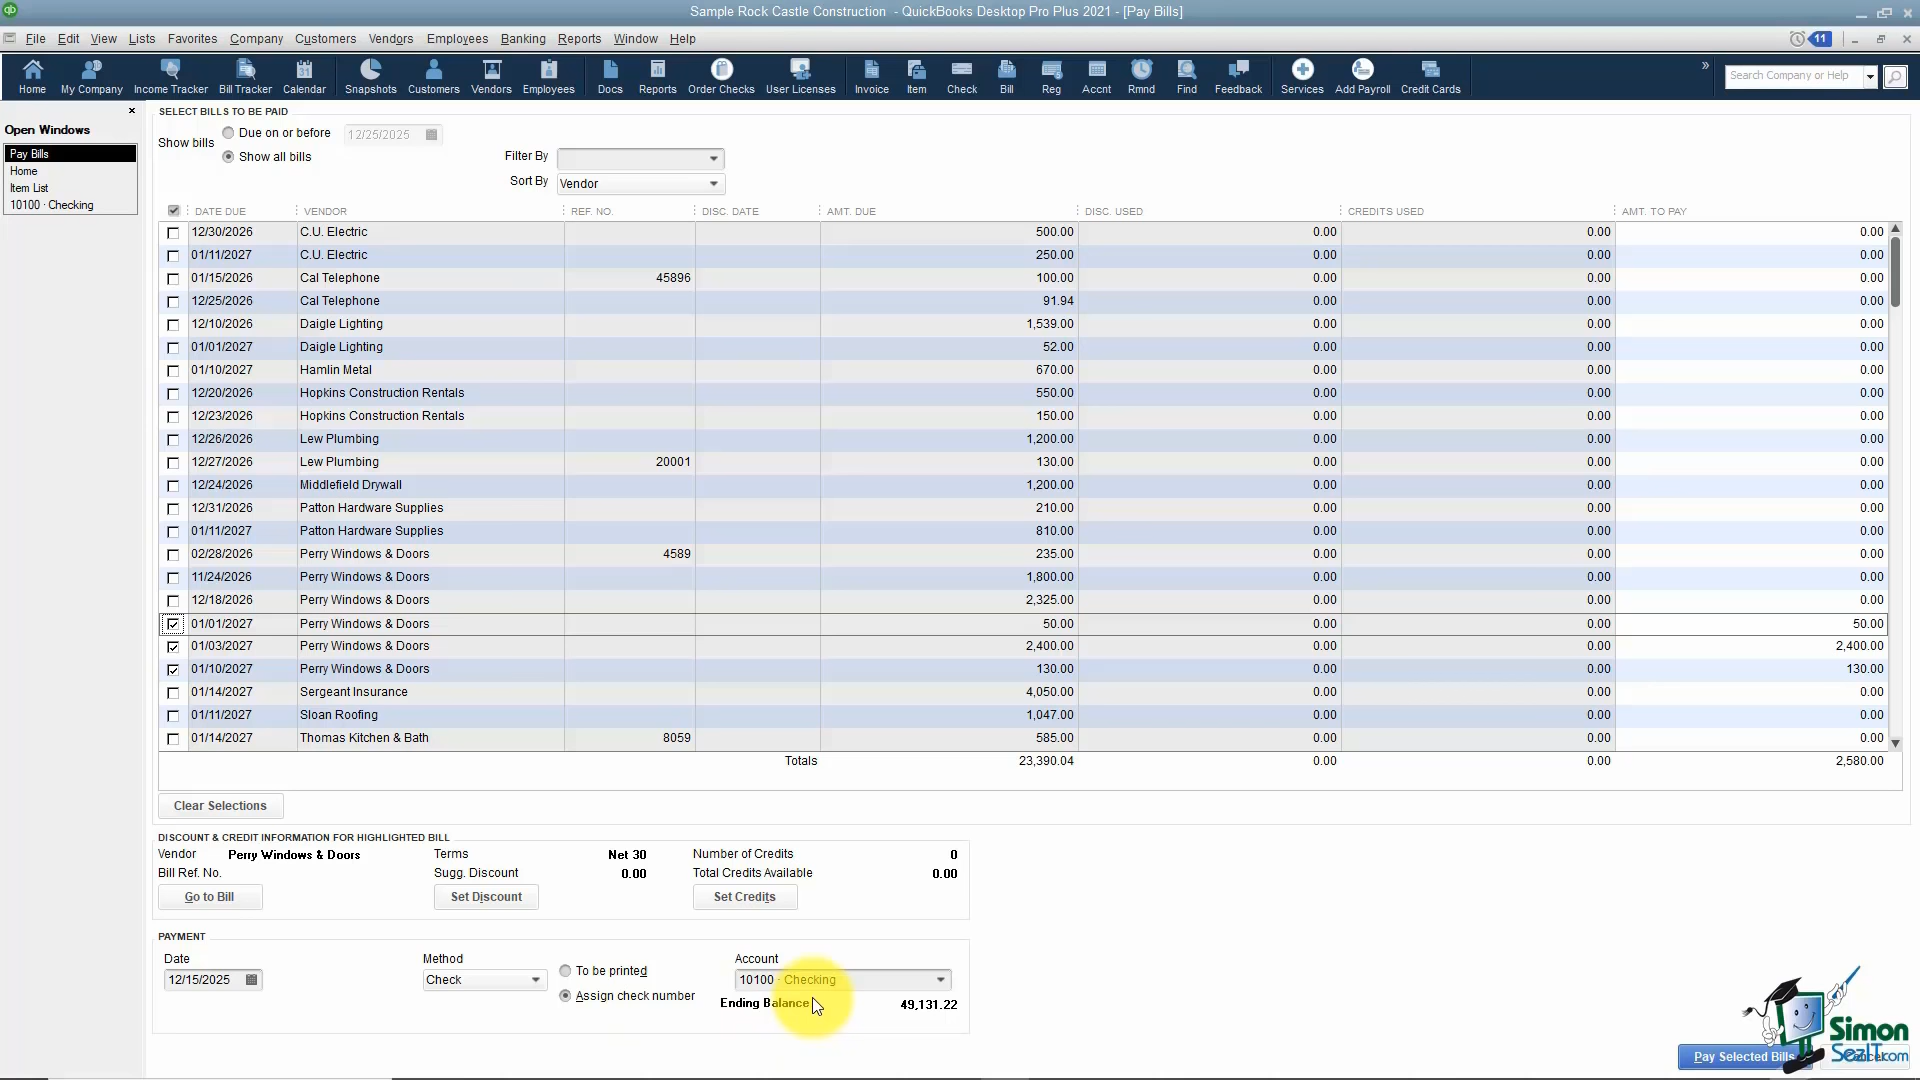 Sample Rock Castle Construction - QuickBooks Desktop Pro Plus 2021 - [Pay Bills]
File Edit View Lists Favorites Company Customers Vendors Employees Banking Reports Window Help 11
Home My Company Income Tracker Bill Tracker Calendar Snapshots Customers Vendors Employees Docs Reports Order Checks User Licenses Invoice Item Check Bill Reg Accnt Rmnd Find Feedback Services Add Payroll Credit Cards » Search Company or Help
Open Windows
Pay Bills
Home
Item List
10100 · Checking
SELECT BILLS TO BE PAID
Show bills Due on or before 12/25/2025
Show all bills
Filter By
Sort By Vendor
DATE DUE VENDOR REF. NO. DISC. DATE AMT. DUE DISC. USED CREDITS USED AMT. TO PAY
12/30/2026 C.U. Electric 500.00 0.00 0.00 0.00
01/11/2027 C.U. Electric 250.00 0.00 0.00 0.00
01/15/2026 Cal Telephone 45896 100.00 0.00 0.00 0.00
12/25/2026 Cal Telephone 91.94 0.00 0.00 0.00
12/10/2026 Daigle Lighting 1,539.00 0.00 0.00 0.00
01/01/2027 Daigle Lighting 52.00 0.00 0.00 0.00
01/10/2027 Hamlin Metal 670.00 0.00 0.00 0.00
12/20/2026 Hopkins Construction Rentals 550.00 0.00 0.00 0.00
12/23/2026 Hopkins Construction Rentals 150.00 0.00 0.00 0.00
12/26/2026 Lew Plumbing 1,200.00 0.00 0.00 0.00
12/27/2026 Lew Plumbing 20001 130.00 0.00 0.00 0.00
12/24/2026 Middlefield Drywall 1,200.00 0.00 0.00 0.00
12/31/2026 Patton Hardware Supplies 210.00 0.00 0.00 0.00
01/11/2027 Patton Hardware Supplies 810.00 0.00 0.00 0.00
02/28/2026 Perry Windows & Doors 4589 235.00 0.00 0.00 0.00
11/24/2026 Perry Windows & Doors 1,800.00 0.00 0.00 0.00
12/18/2026 Perry Windows & Doors 2,325.00 0.00 0.00 0.00
01/01/2027 Perry Windows & Doors 50.00 0.00 0.00 50.00
01/03/2027 Perry Windows & Doors 2,400.00 0.00 0.00 2,400.00
01/10/2027 Perry Windows & Doors 130.00 0.00 0.00 130.00
01/14/2027 Sergeant Insurance 4,050.00 0.00 0.00 0.00
01/11/2027 Sloan Roofing 1,047.00 0.00 0.00 0.00
01/14/2027 Thomas Kitchen & Bath 8059 585.00 0.00 0.00 0.00
Totals 23,390.04 0.00 0.00 2,580.00
Clear Selections
DISCOUNT & CREDIT INFORMATION FOR HIGHLIGHTED BILL
Vendor Perry Windows & Doors Terms Net 30 Number of Credits 0
Bill Ref. No. Sugg. Discount 0.00 Total Credits Available 0.00
Go to Bill Set Discount Set Credits
PAYMENT
Date Method Account
12/15/2025 Check To be printed 10100 · Checking
Assign check number Ending Balance 49,131.22
Simon
SezIT.com
Pay Selected Bills Cancel